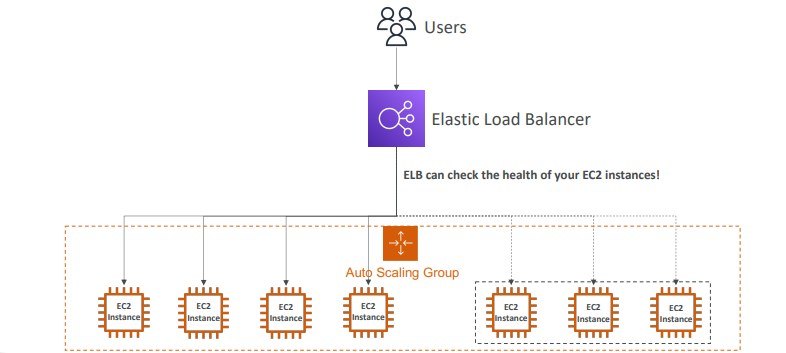 Users
Elastic Load Balancer
ELB can check the health of your EC2 instances!
Auto Scaling Group
EC2
Instance
EC2
Instance
EC2
Instance
EC2
Instance
EC2
Instance
EC2
Instance
EC2
Instance